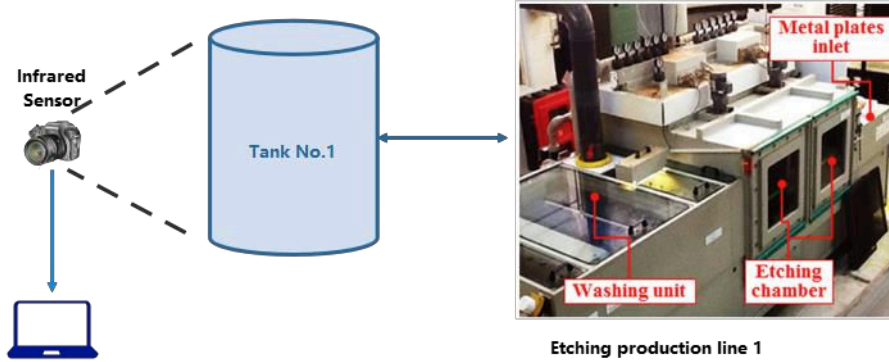 Infrared
Sensor
Tank No.1
Metal plates
inlet
Washing unit
Etching
chamber
Etching production line 1